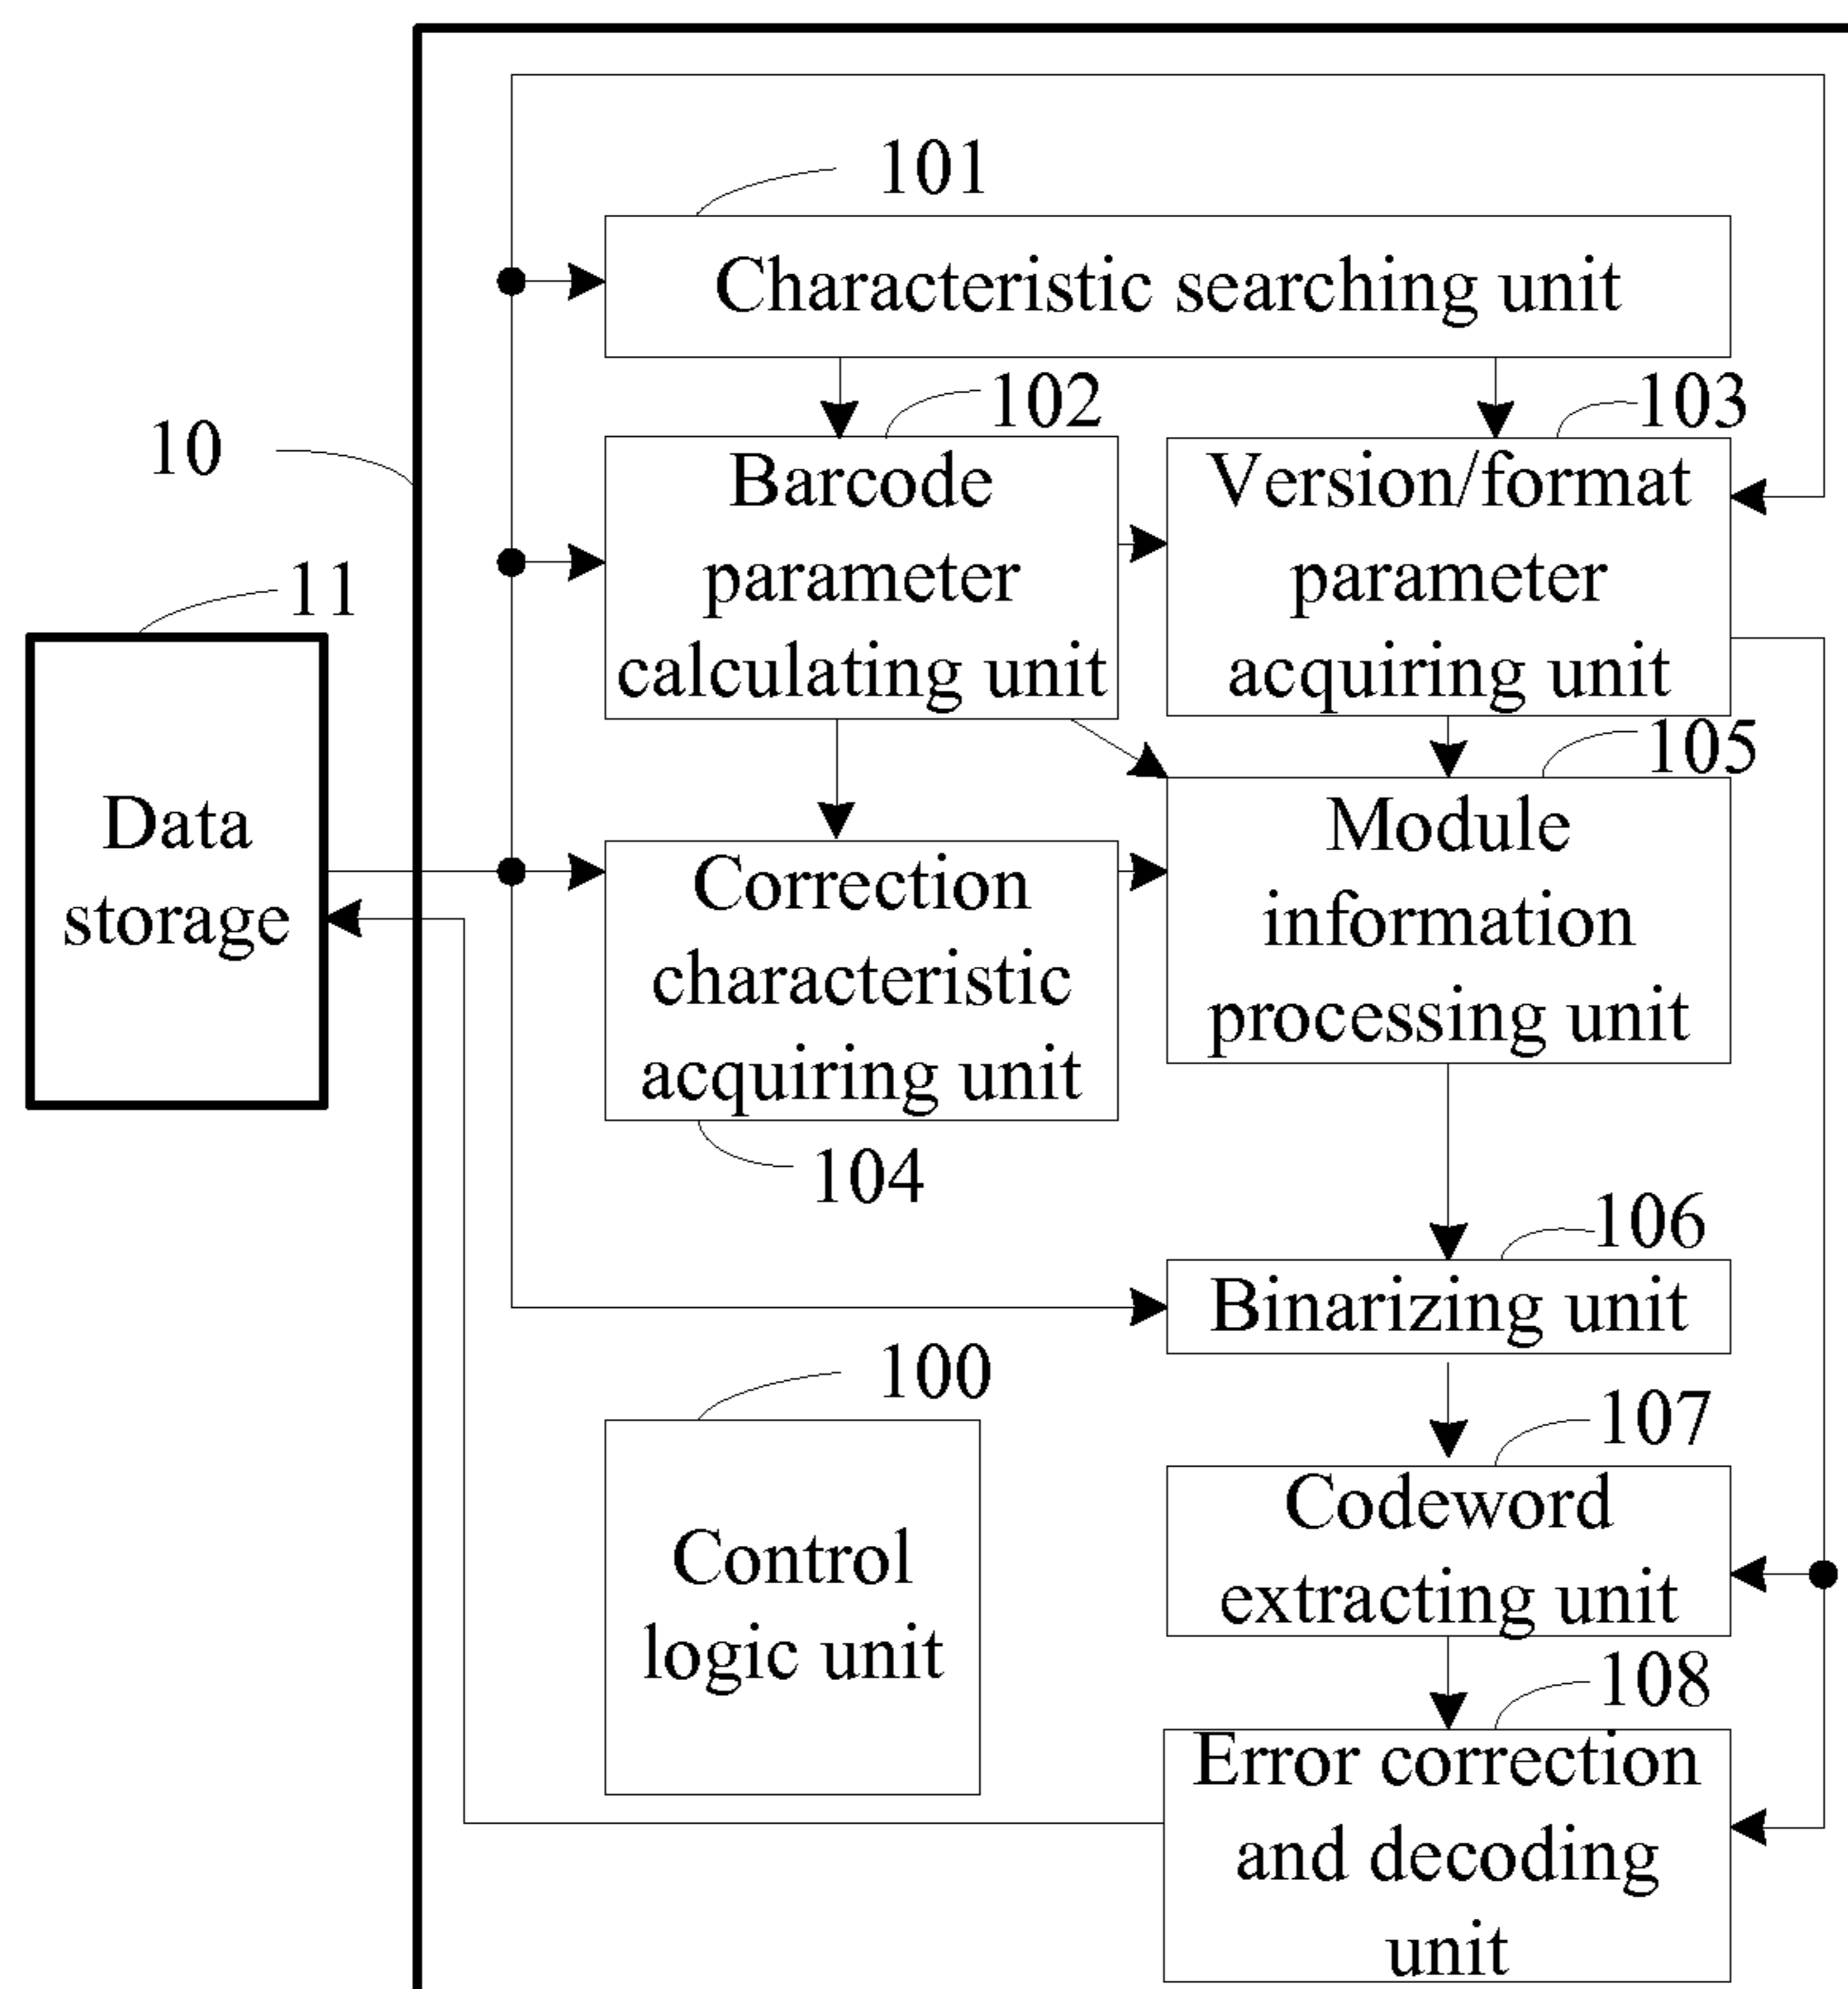 101
Characteristic searching unit
102
103
10
Barcode
parameter
calculating unit
Version/format
parameter
acquiring unit
11
105
Data
storage
Correction
characteristic
acquiring unit
Module
information
processing unit
104
106
Binarizing unit
100
107
Control
logic unit
Codeword
extracting unit
108
Error correction
and decoding
unit